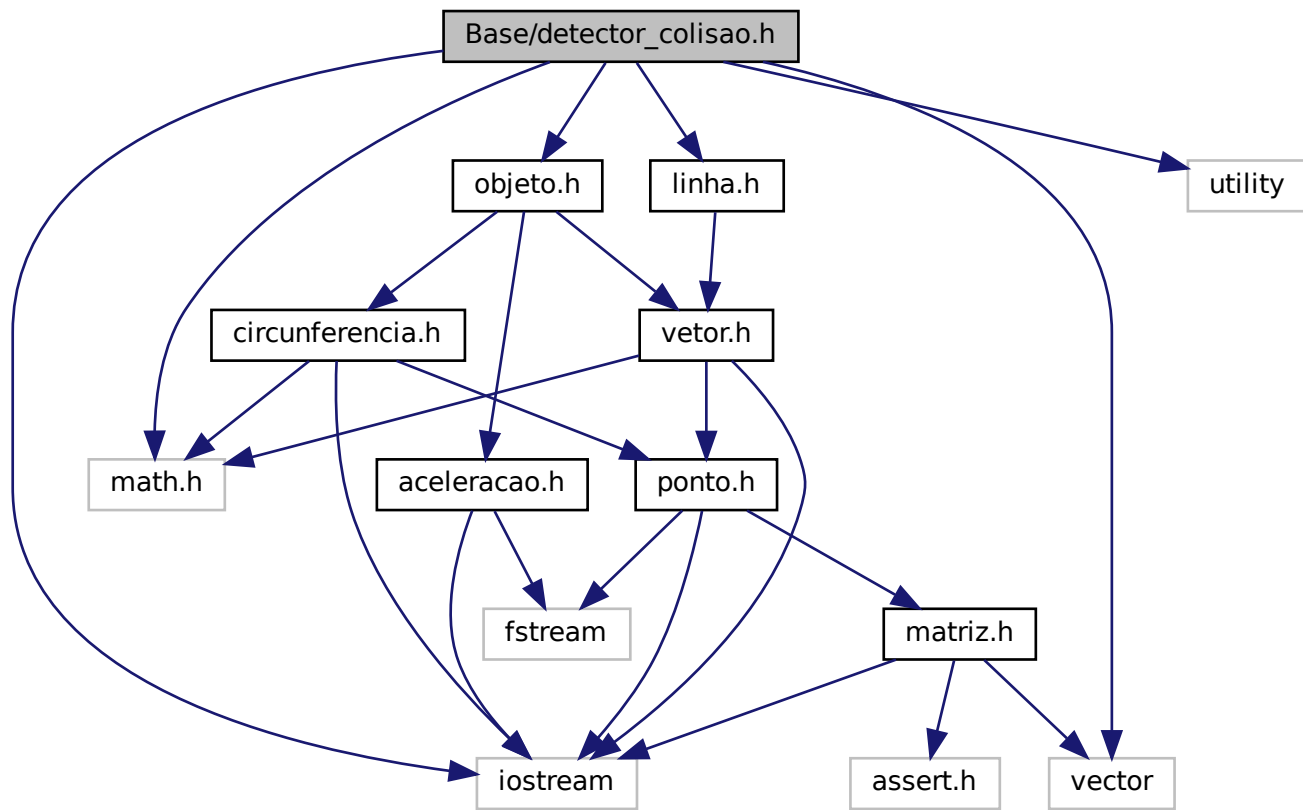 Base/detector_colisao.h
objeto.h
linha.h
utility
circunferencia.h
vetor.h
math.h
aceleracao.h
ponto.h
fstream
matriz.h
iostream
assert.h
vector